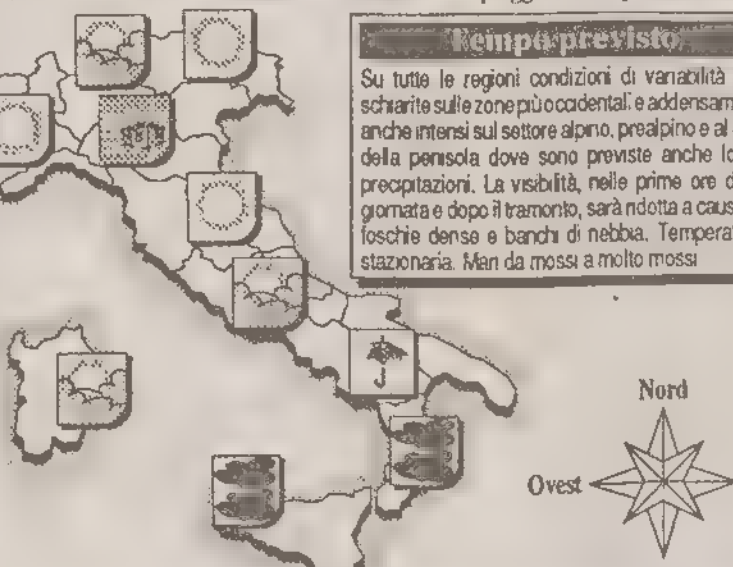 Tempo previsto
Su tutte le regioni condizioni di variabilità
schiarite sulle zone più occidentali e addensam
anche intensi sul settore alpino, prealpino e al
della penisola dove sono previste anche lo
precipitazioni. La visibilità, nelle prime ore d
giornata e dopo il tramonto, sarà ridotta a caus
foschie dense e banchi di nebbia. Tempera
stazionaria. Mari da mossi a molto mossi
Nord
Ovest